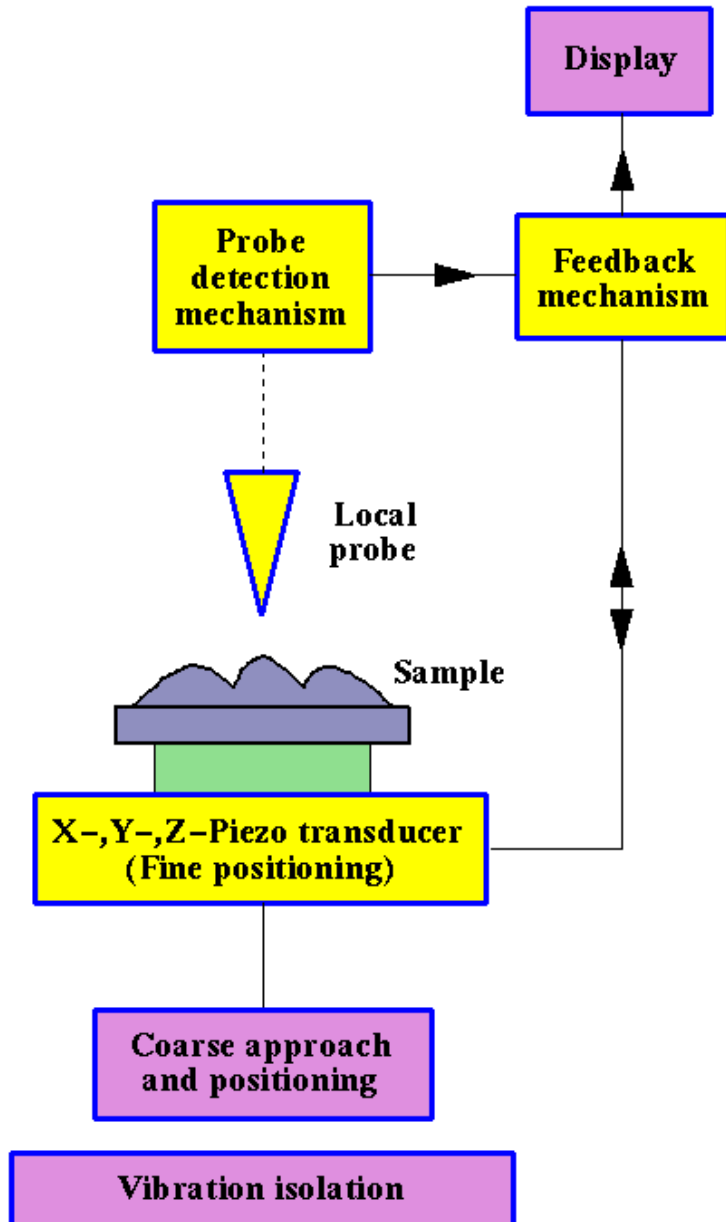 Display
Probe
detection
mechanism
Feedback
mechanism
Local
probe
Sample
X-,Y-,Z-Piezo transducer
(Fine positioning)
Coarse approach
and positioning
Vibration isolation